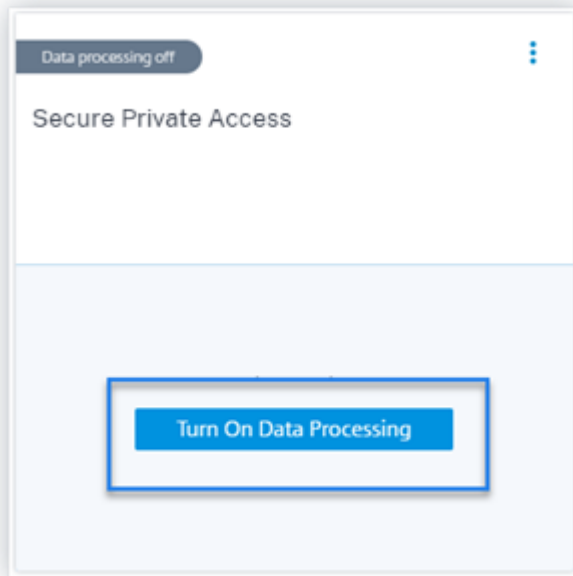 Data processing off
Secure Private Access
Turn On Data Processing